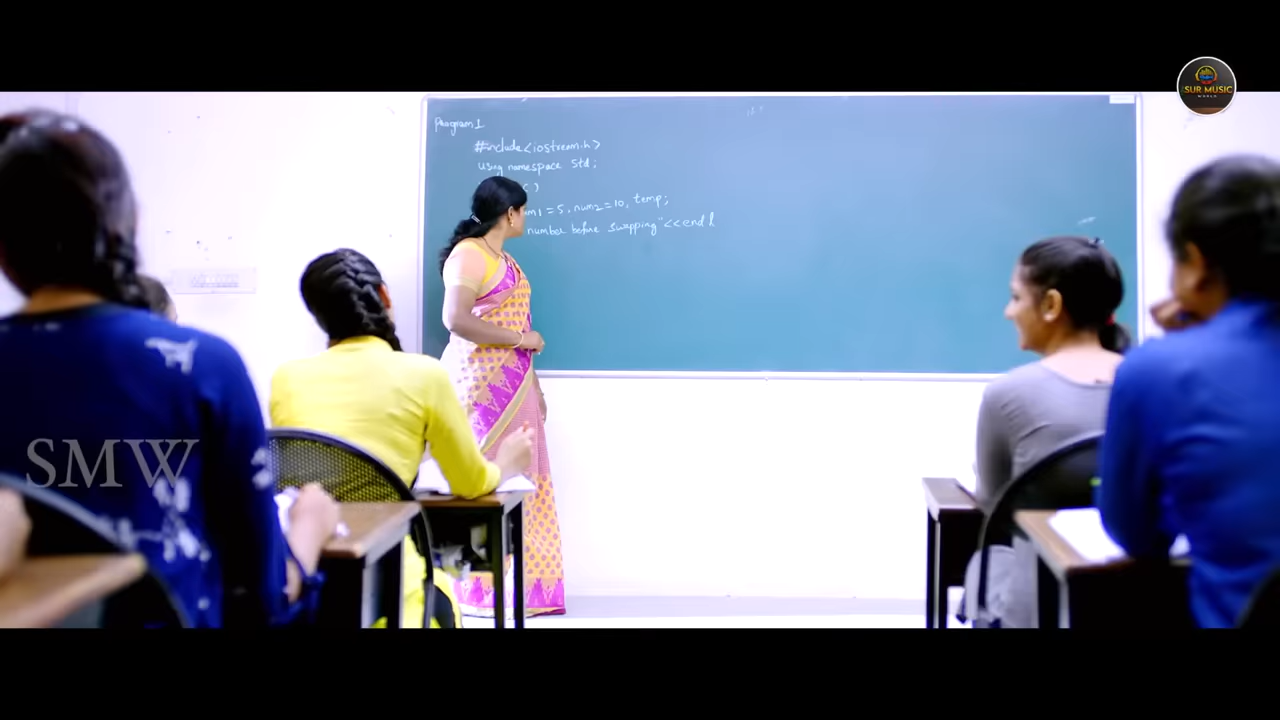 SUR MUSIC
WORLD
Program 1
#include<iostream.h>
using namespace std;
( )
num1 = 5, num2 = 10, temp;
number before swapping" << endl
SMW